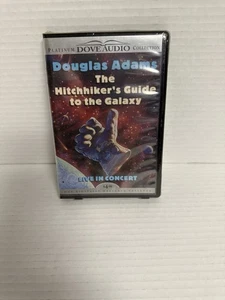 PLATINUM DOVE AUDIO COLLECTION
Douglas Adams
The
Hitchhiker's Guide
to the Galaxy
LIVE IN CONCERT